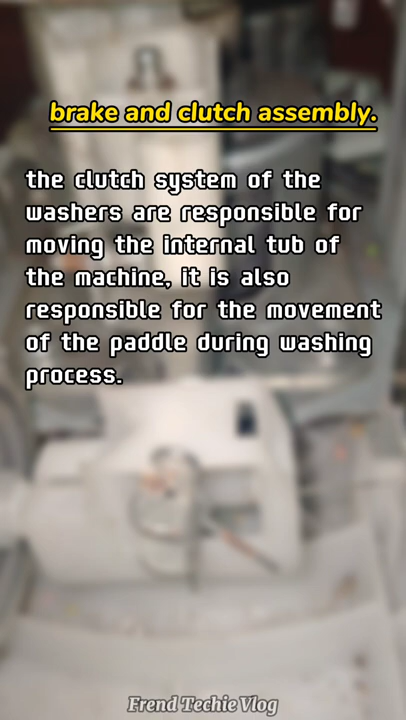 brake and clutch assembly.
the clutch system of the
washers are responsible for
moving the internal tub of
the machine, it is also
responsible for the movement
of the paddle during washing
process.
Frend Techie Vlog